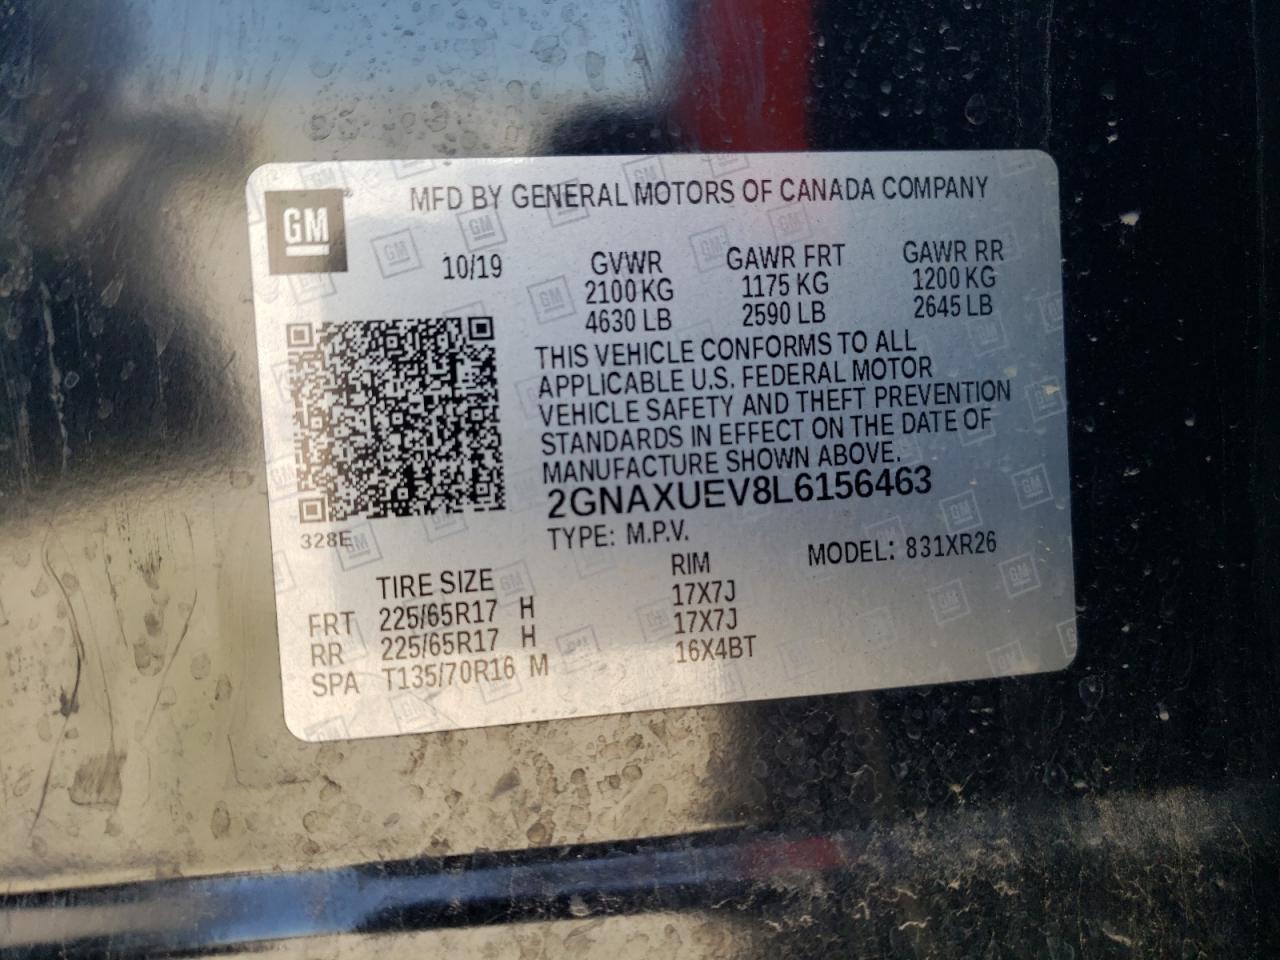 GM
MFD BY GENERAL MOTORS OF CANADA COMPANY
10/19
GVWR GAWR FRT GAWR RR
2100 KG 1175 KG 1200 KG
4630 LB 2590 LB 2645 LB
THIS VEHICLE CONFORMS TO ALL
APPLICABLE U.S. FEDERAL MOTOR
VEHICLE SAFETY AND THEFT PREVENTION
STANDARDS IN EFFECT ON THE DATE OF
MANUFACTURE SHOWN ABOVE.
2GNAXUEV8L6156463
328E
TYPE: M.P.V. MODEL: 831XR26
TIRE SIZE RIM
FRT 225/65R17 H 17X7J
RR 225/65R17 H 17X7J
SPA T135/70R16 M 16X4BT